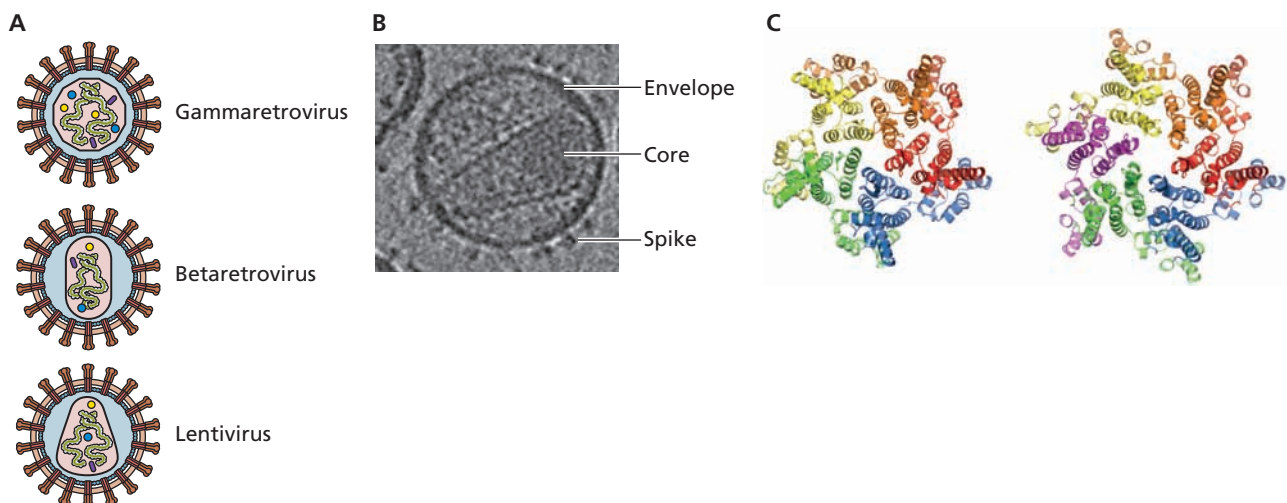 A
Gammaretrovirus
Betaretrovirus
Lentivirus
B
Envelope
Core
Spike
C